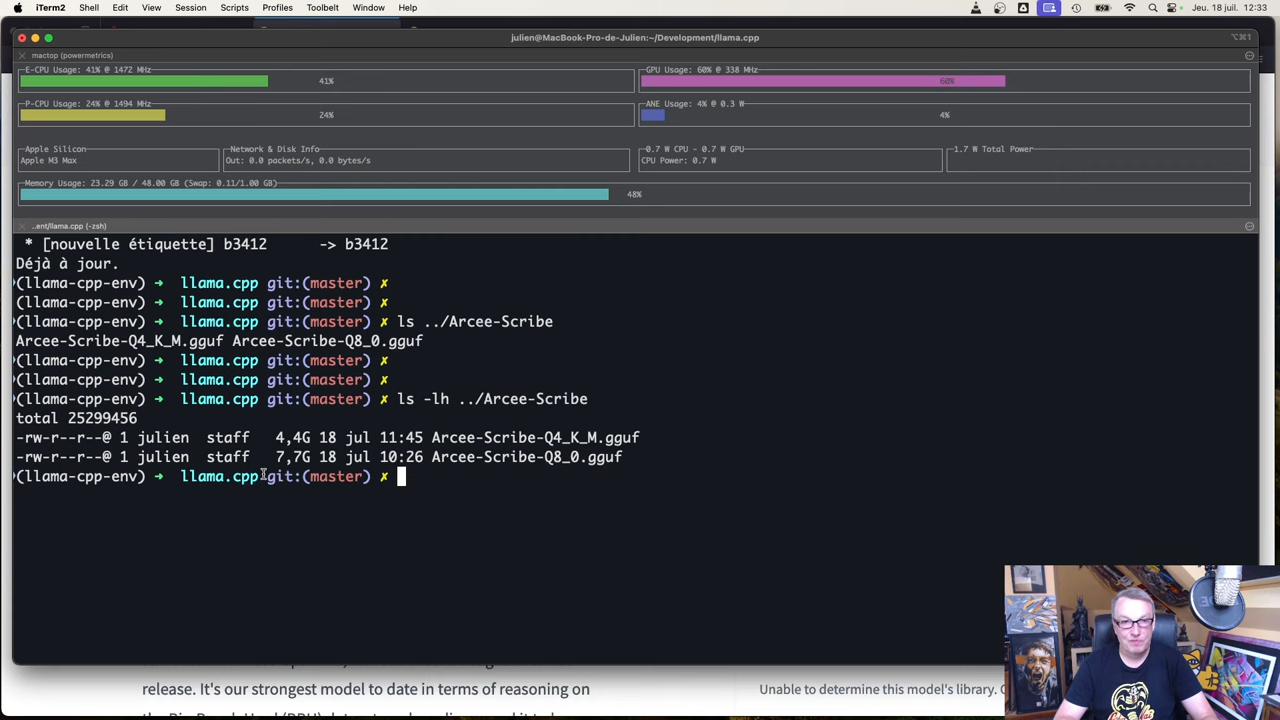 iTerm2 Shell Edit View Session Scripts Profiles Toolbelt Window Help Jeu. 18 juil. 12:33
julien@MacBook-Pro-de-Julien:~/Development/llama.cpp ⌥⌘1
mactop (powermetrics)
E-CPU Usage: 41% @ 1472 MHz
41%
GPU Usage: 60% @ 338 MHz
60%
P-CPU Usage: 24% @ 1494 MHz
24%
ANE Usage: 4% @ 0.3 W
4%
Apple Silicon
Apple M3 Max
Network & Disk Info
Out: 0.0 packets/s, 0.0 bytes/s
0.7 W CPU - 0.7 W GPU
CPU Power: 0.7 W
1.7 W Total Power
Memory Usage: 23.29 GB / 48.00 GB (Swap: 0.11/1.00 GB)
48%
..ent/llama.cpp (-zsh)
* [nouvelle étiquette] b3412 -> b3412
Déjà à jour.
(llama-cpp-env) ➜ llama.cpp git:(master) ✗
(llama-cpp-env) ➜ llama.cpp git:(master) ✗
(llama-cpp-env) ➜ llama.cpp git:(master) ✗ ls ../Arcee-Scribe
Arcee-Scribe-Q4_K_M.gguf Arcee-Scribe-Q8_0.gguf
(llama-cpp-env) ➜ llama.cpp git:(master) ✗
(llama-cpp-env) ➜ llama.cpp git:(master) ✗
(llama-cpp-env) ➜ llama.cpp git:(master) ✗ ls -lh ../Arcee-Scribe
total 25299456
-rw-r--r--@ 1 julien staff 4,4G 18 jul 11:45 Arcee-Scribe-Q4_K_M.gguf
-rw-r--r--@ 1 julien staff 7,7G 18 jul 10:26 Arcee-Scribe-Q8_0.gguf
(llama-cpp-env) ➜ llama.cpp git:(master) ✗
release. It's our strongest model to date in terms of reasoning on
Unable to determine this model's library.